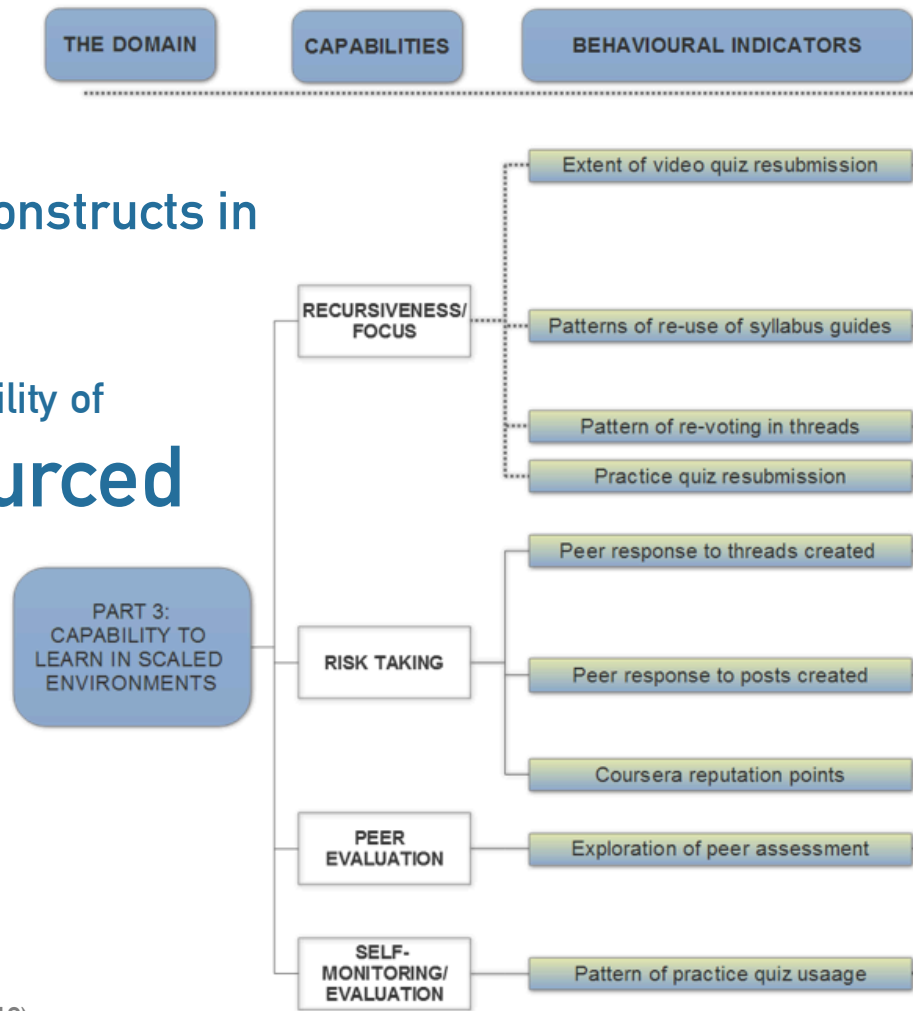 THE DOMAIN
CAPABILITIES
BEHAVIOURAL INDICATORS
Extent of video quiz resubmission
onstructs in
RECURSIVENESS/
FOCUS
Patterns of re-use of syllabus guides
ility of
Pattern of re-voting in threads
urced
Practice quiz resubmission
Peer response to threads created
PART 3:
CAPABILITY TO
LEARN IN SCALED
ENVIRONMENTS
RISK TAKING
Peer response to posts created
Coursera reputation points
PEER
EVALUATION
Exploration of peer assessment
SELF-
MONITORING/
EVALUATION
Pattern of practice quiz usaage